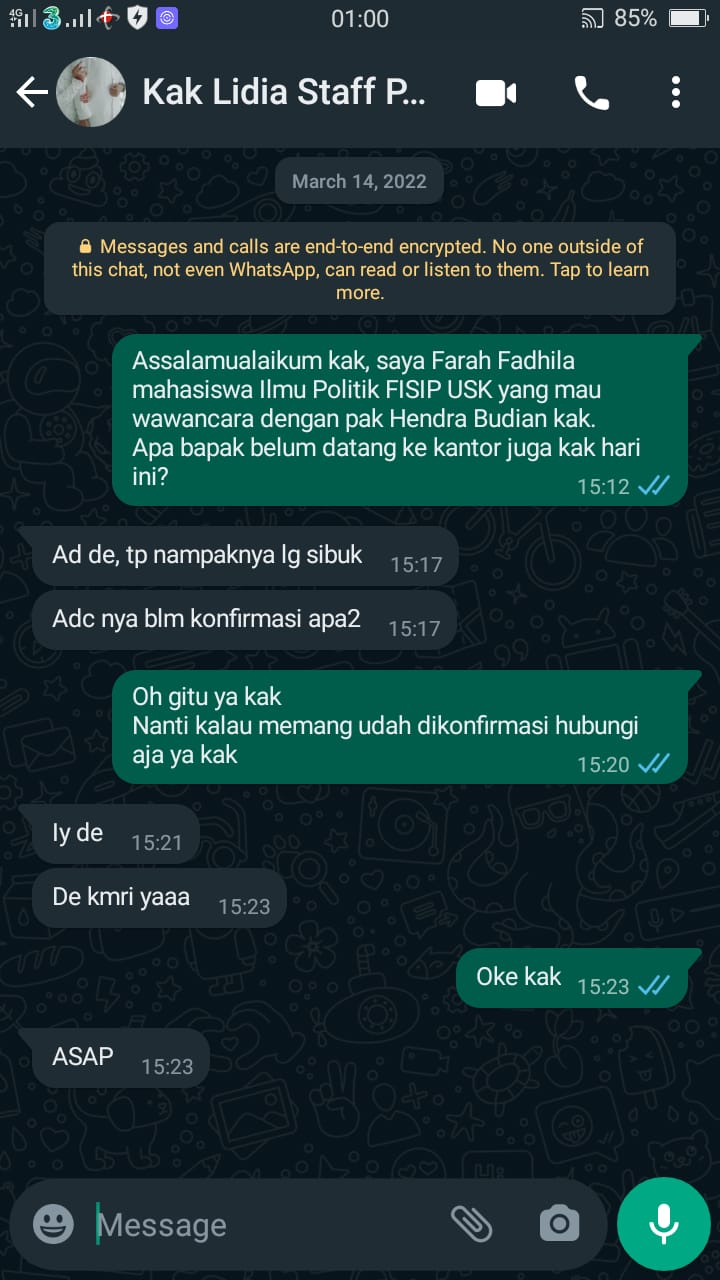 4G 3 01:00 85%
Kak Lidia Staff P...
March 14, 2022
Messages and calls are end-to-end encrypted. No one outside of
this chat, not even WhatsApp, can read or listen to them. Tap to learn
more.
Assalamualaikum kak, saya Farah Fadhila
mahasiswa Ilmu Politik FISIP USK yang mau
wawancara dengan pak Hendra Budian kak.
Apa bapak belum datang ke kantor juga kak hari
ini?
15:12
Ad de, tp nampaknya lg sibuk 15:17
Adc nya blm konfirmasi apa2 15:17
Oh gitu ya kak
Nanti kalau memang udah dikonfirmasi hubungi
aja ya kak
15:20
Iy de 15:21
De kmri yaaa 15:23
Oke kak 15:23
ASAP 15:23
Message